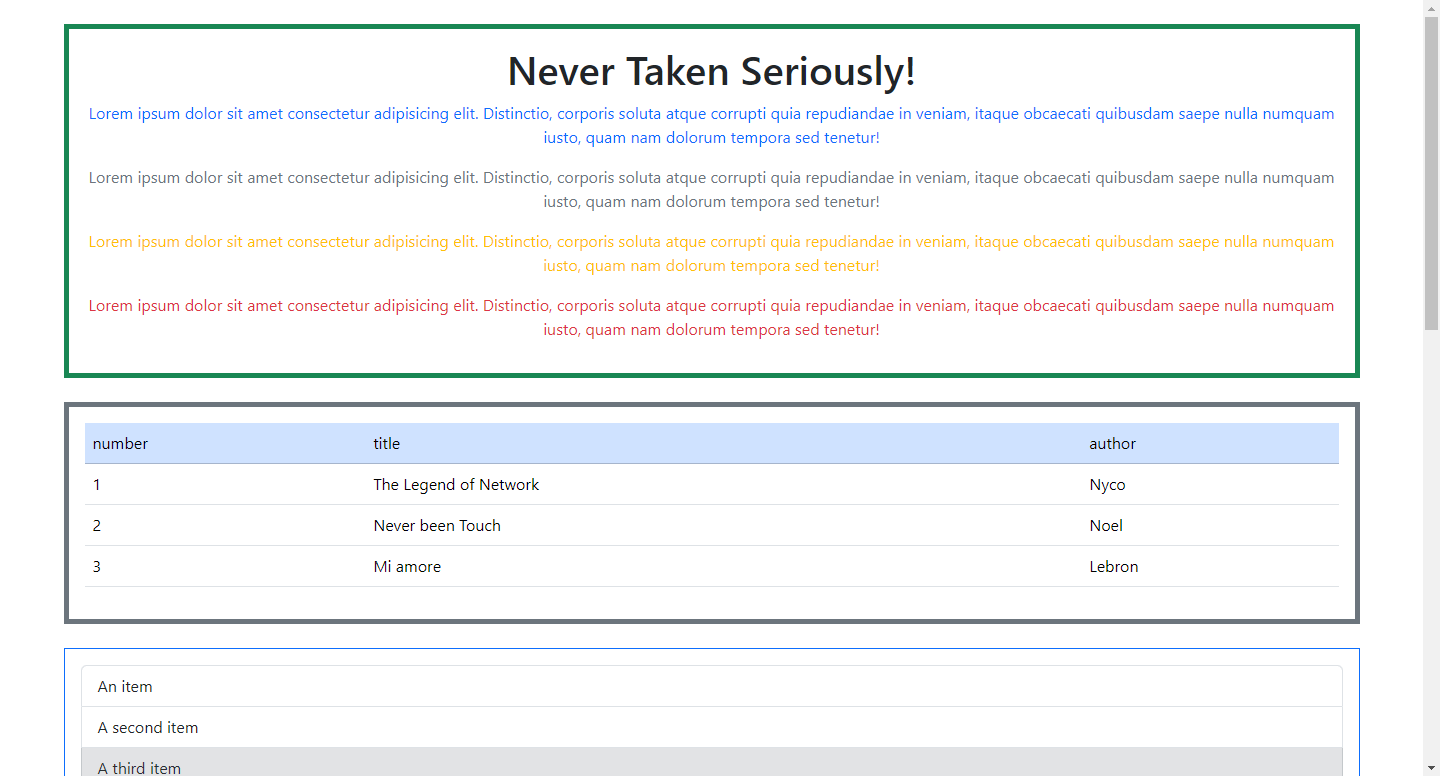 Never Taken Seriously!
Lorem ipsum dolor sit amet consectetur adipisicing elit. Distinctio, corporis soluta atque corrupti quia repudiandae in veniam, itaque obcaecati quibusdam saepe nulla numquam
iusto, quam nam dolorum tempora sed tenetur!
Lorem ipsum dolor sit amet consectetur adipisicing elit. Distinctio, corporis soluta atque corrupti quia repudiandae in veniam, itaque obcaecati quibusdam saepe nulla numquam
iusto, quam nam dolorum tempora sed tenetur!
Lorem ipsum dolor sit amet consectetur adipisicing elit. Distinctio, corporis soluta atque corrupti quia repudiandae in veniam, itaque obcaecati quibusdam saepe nulla numquam
iusto, quam nam dolorum tempora sed tenetur!
Lorem ipsum dolor sit amet consectetur adipisicing elit. Distinctio, corporis soluta atque corrupti quia repudiandae in veniam, itaque obcaecati quibusdam saepe nulla numquam
iusto, quam nam dolorum tempora sed tenetur!
number title author
1 The Legend of Network Nyco
2 Never been Touch Noel
3 Mi amore Lebron
An item
A second item
A third item